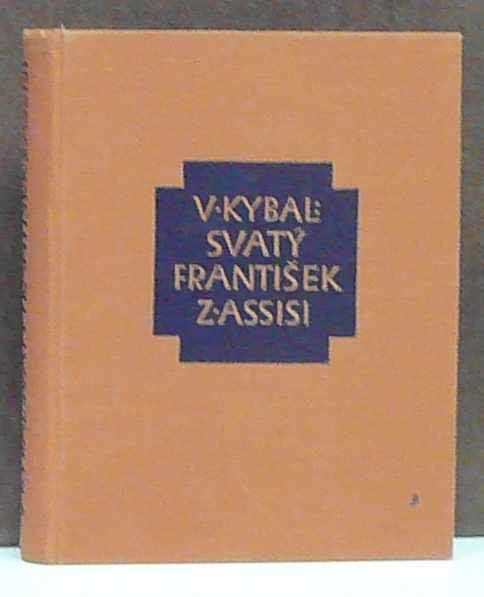 V·KYBAL:
SVATÝ
FRANTIŠEK
Z·ASSISI